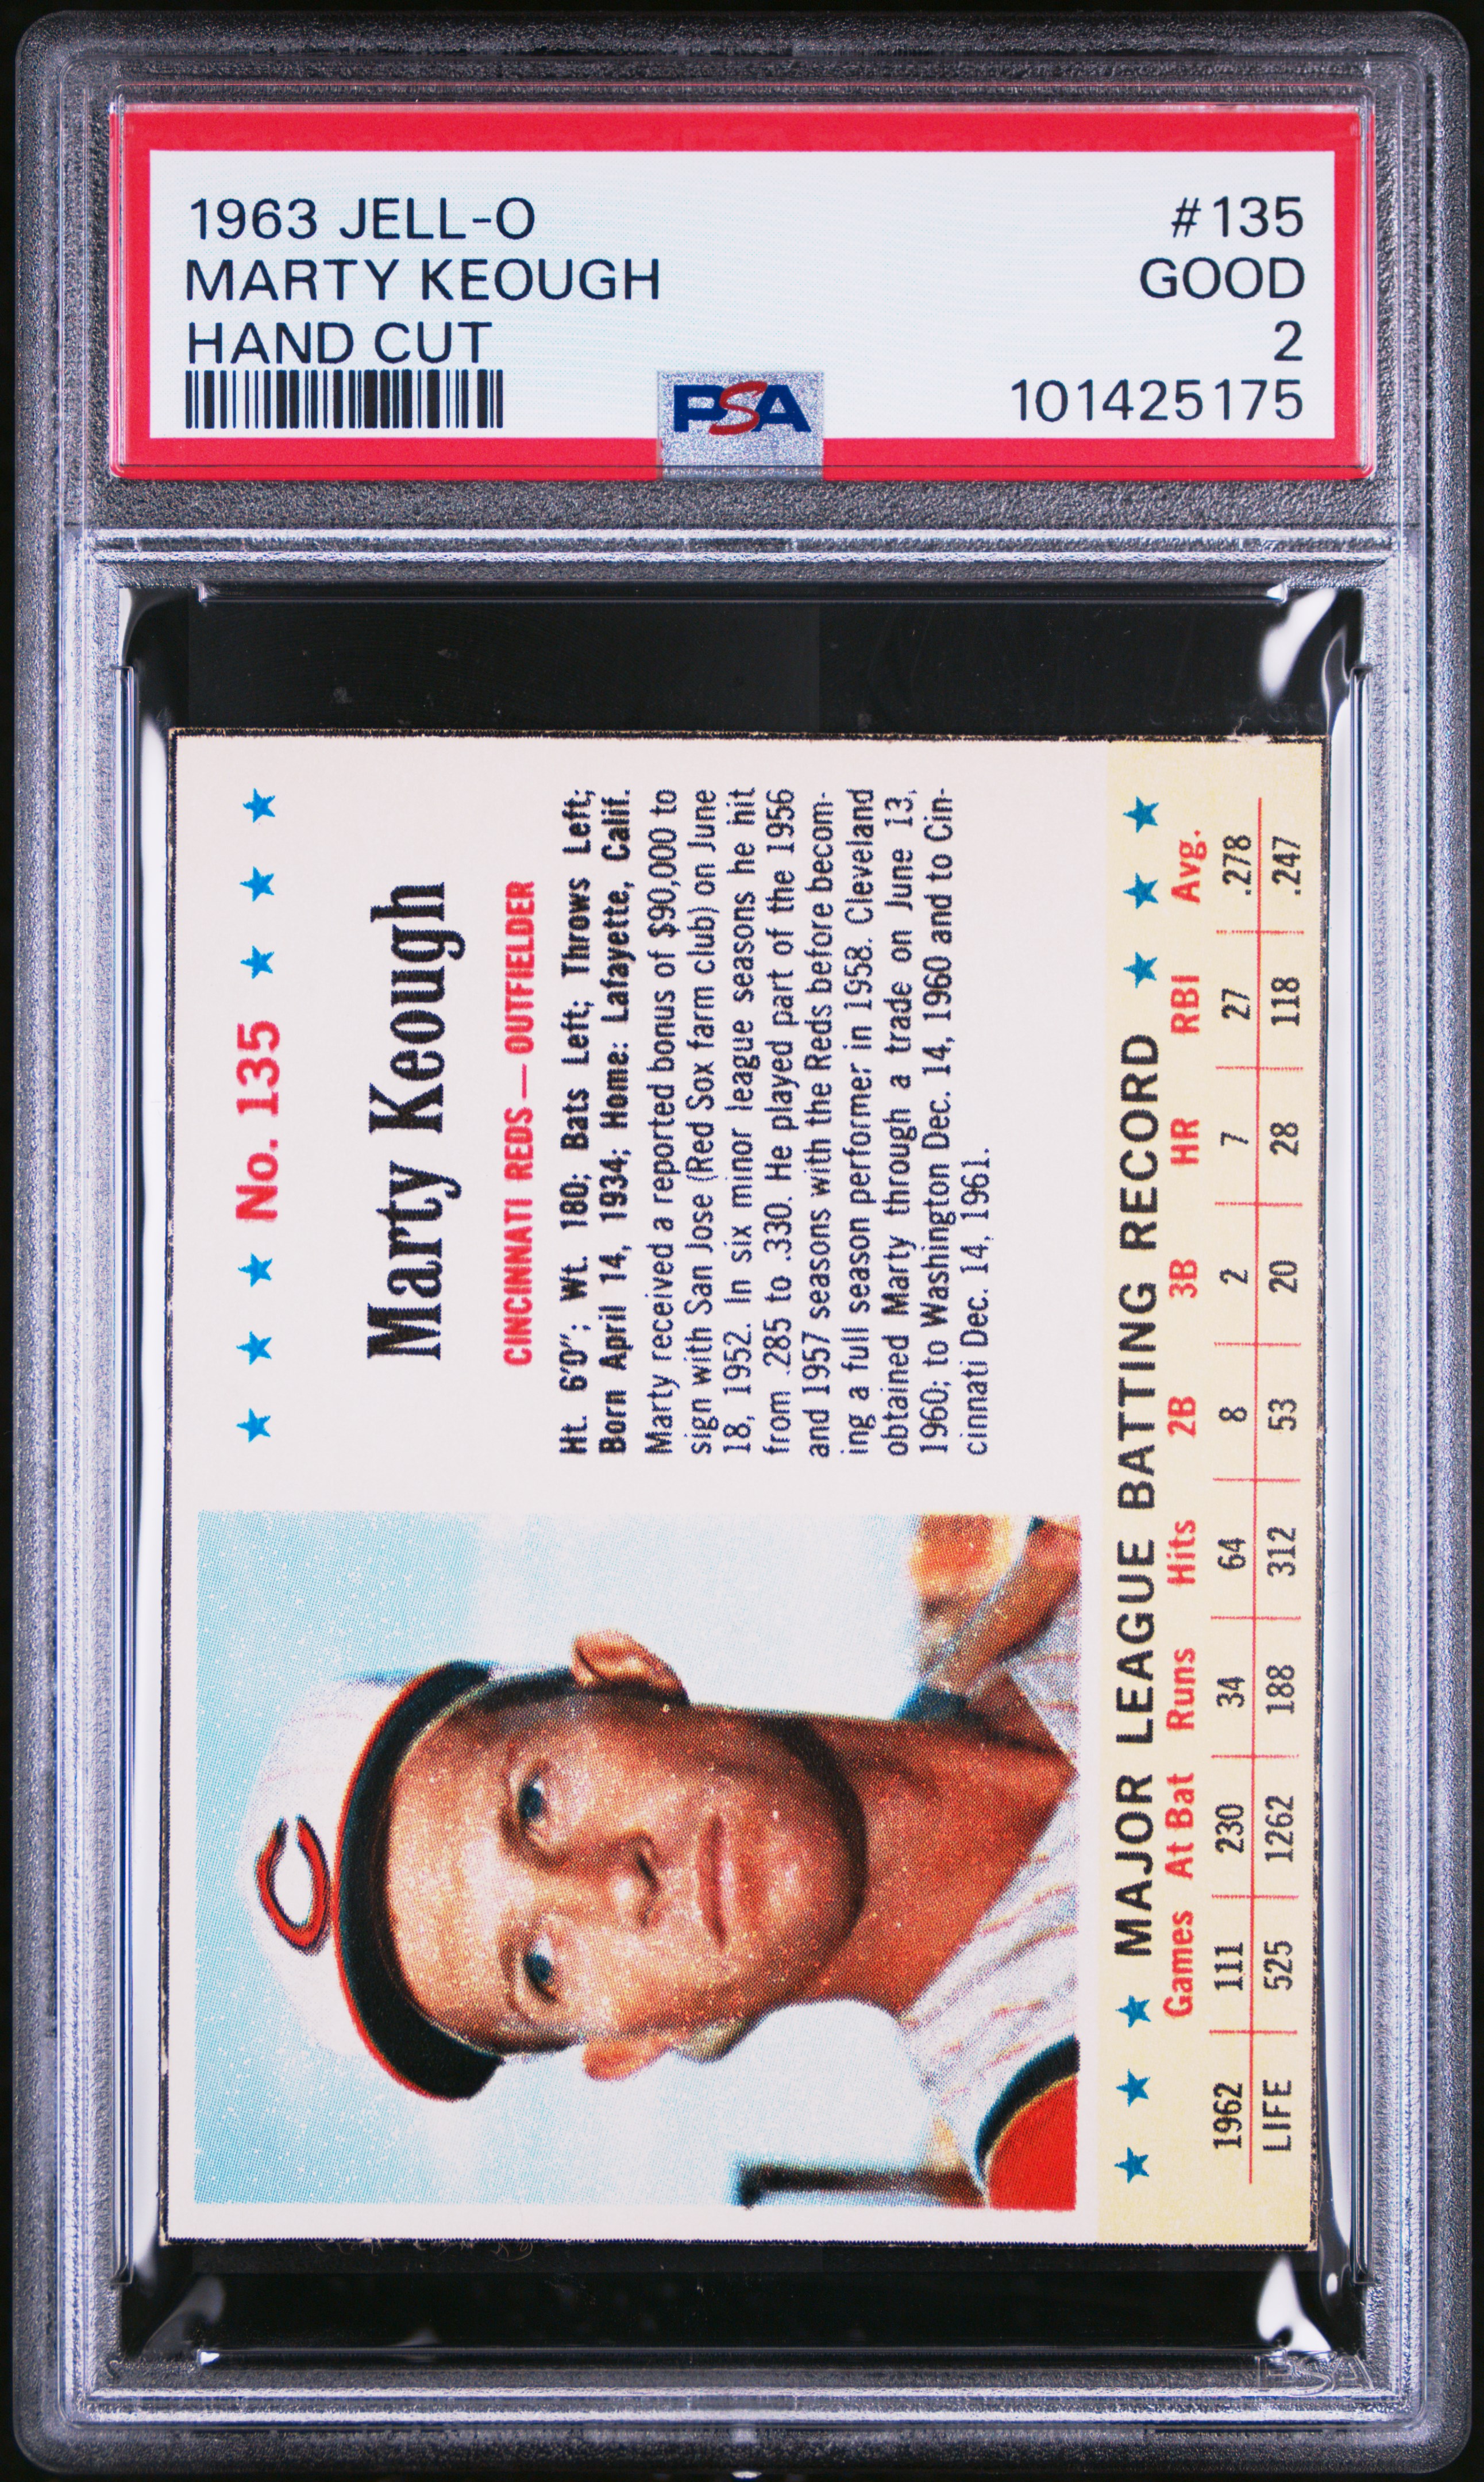 1963 JELL-O #135
MARTY KEOUGH GOOD
HAND CUT 2
PSA 101425175
★ ★ ★ No. 135 ★ ★ ★
Marty Keough
CINCINNATI REDS — OUTFIELDER
Ht. 6'0"; Wt. 180; Bats Left; Throws Left;
Born April 14, 1934; Home: Lafayette, Calif.
Marty received a reported bonus of $90,000 to
sign with San Jose (Red Sox farm club) on June
18, 1952. In six minor league seasons he hit
from .285 to .330. He played part of the 1956
and 1957 seasons with the Reds before becom-
ing a full season performer in 1958. Cleveland
obtained Marty through a trade on June 13,
1960; to Washington Dec. 14, 1960 and to Cin-
cinnati Dec. 14, 1961.
C
★ ★ ★ MAJOR LEAGUE BATTING RECORD ★ ★ ★
Games At Bat Runs Hits 2B 3B HR RBI Avg.
1962 111 230 34 64 8 2 7 27 .278
LIFE 525 1262 188 312 53 20 28 118 .247
PSA